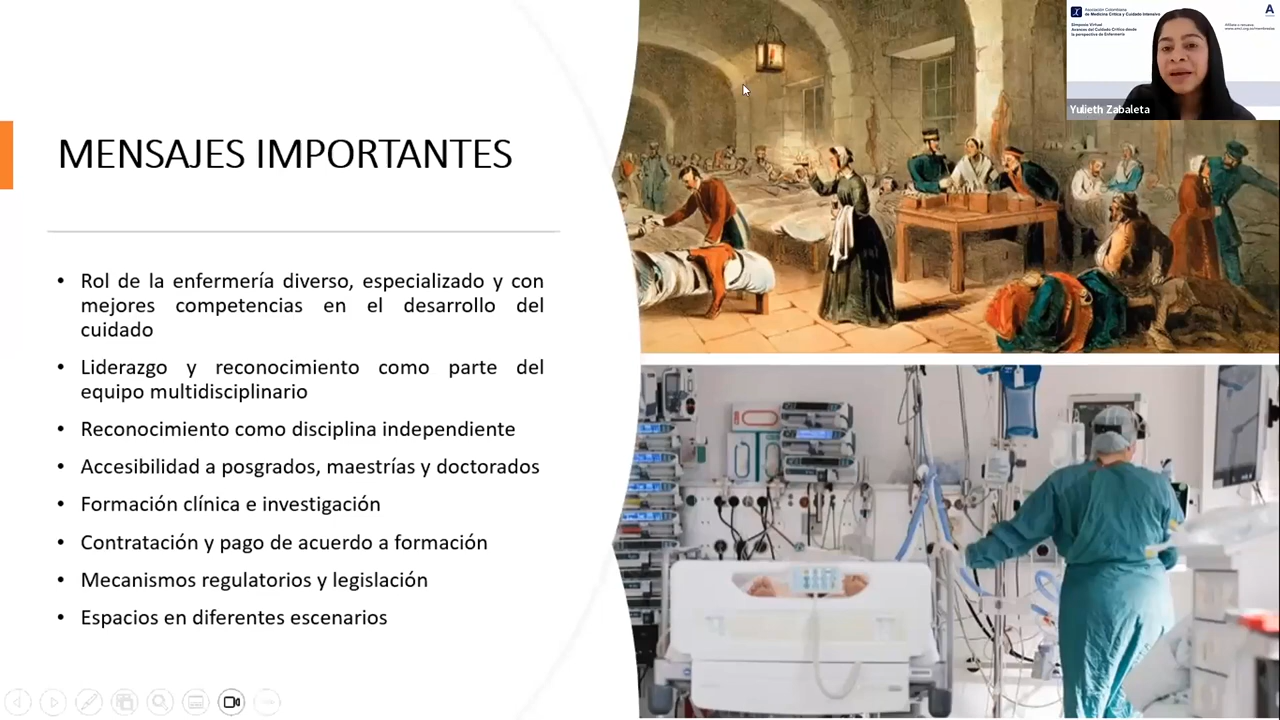 MENSAJES IMPORTANTES
• Rol de la enfermería diverso, especializado y con
mejores competencias en el desarrollo del
cuidado
• Liderazgo y reconocimiento como parte del
equipo multidisciplinario
• Reconocimiento como disciplina independiente
• Accesibilidad a posgrados, maestrías y doctorados
• Formación clínica e investigación
• Contratación y pago de acuerdo a formación
• Mecanismos regulatorios y legislación
• Espacios en diferentes escenarios
Asociación Colombiana
de Medicina Crítica y Cuidado Intensivo
Simposio Virtual
Avances del Cuidado Crítico desde
la perspectiva de Enfermería
A
Yulieth Zabaleta